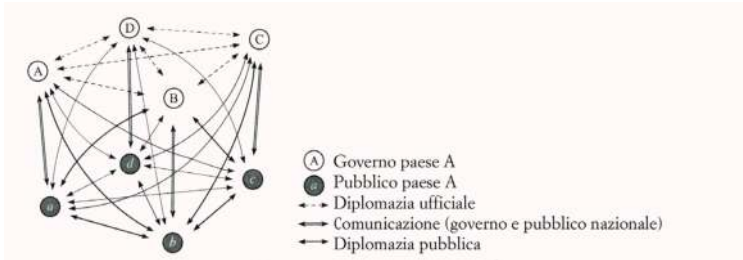 D
C
A
B
d
c
a
b
A Governo paese A
a Pubblico paese A
Diplomazia ufficiale
Comunicazione (governo e pubblico nazionale)
Diplomazia pubblica